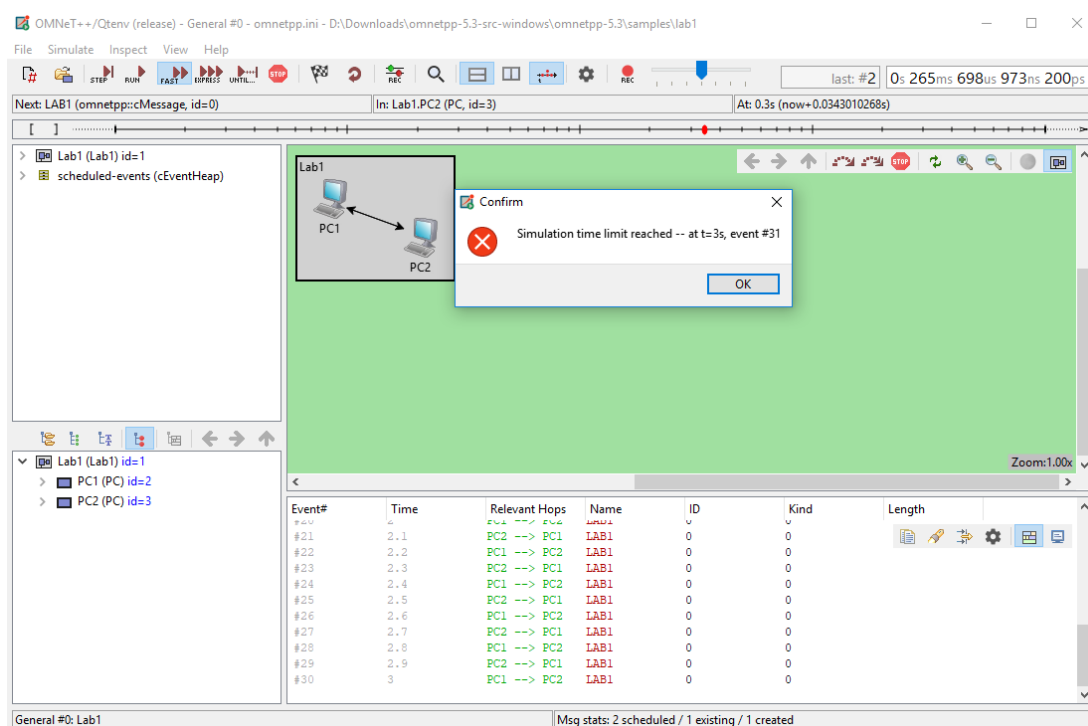 OMNeT++/Qtenv (release) - General #0 - omnetpp.ini - D:\Downloads\omnetpp-5.3-src-windows\omnetpp-5.3\samples\lab1
File Simulate Inspect View Help
STEP RUN FAST EXPRESS UNTIL... STOP REC REC last: #2 0s 265ms 698us 973ns 200ps
Next: LAB1 (omnetpp::cMessage, id=0) In: Lab1.PC2 (PC, id=3) At: 0.3s (now+0.0343010268s)
[ ]
Lab1 (Lab1) id=1
scheduled-events (cEventHeap)
Lab1
STOP
PC1
PC2
Confirm
Simulation time limit reached -- at t=3s, event #31
OK
Zoom:1.00x
Lab1 (Lab1) id=1
PC1 (PC) id=2
PC2 (PC) id=3
Event# Time Relevant Hops Name ID Kind Length
#20 2 PC1 --> PC2 LAB1 0 0
#21 2.1 PC2 --> PC1 LAB1 0 0
#22 2.2 PC1 --> PC2 LAB1 0 0
#23 2.3 PC2 --> PC1 LAB1 0 0
#24 2.4 PC1 --> PC2 LAB1 0 0
#25 2.5 PC2 --> PC1 LAB1 0 0
#26 2.6 PC1 --> PC2 LAB1 0 0
#27 2.7 PC2 --> PC1 LAB1 0 0
#28 2.8 PC1 --> PC2 LAB1 0 0
#29 2.9 PC2 --> PC1 LAB1 0 0
#30 3 PC1 --> PC2 LAB1 0 0
General #0: Lab1 Msg stats: 2 scheduled / 1 existing / 1 created